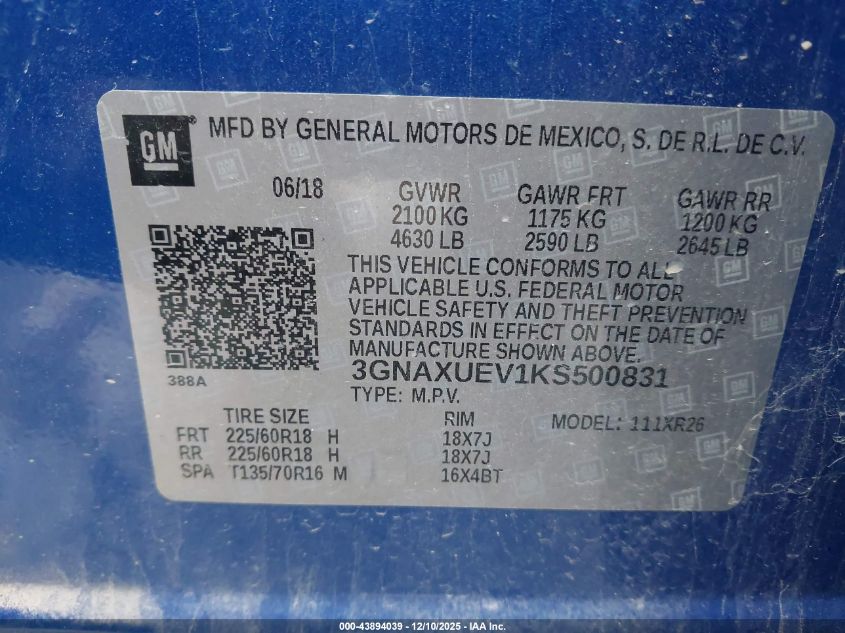 GM
MFD BY GENERAL MOTORS DE MEXICO, S. DE R.L. DE C.V.
06/18 GVWR GAWR FRT GAWR RR
2100 KG 1175 KG 1200 KG
4630 LB 2590 LB 2645 LB
THIS VEHICLE CONFORMS TO ALL
APPLICABLE U.S. FEDERAL MOTOR
VEHICLE SAFETY AND THEFT PREVENTION
STANDARDS IN EFFECT ON THE DATE OF
MANUFACTURE SHOWN ABOVE.
388A
3GNAXUEV1KS500831
TYPE: M.P.V.
TIRE SIZE RIM MODEL: 111XR26
FRT 225/60R18 H 18X7J
RR 225/60R18 H 18X7J
SPA T135/70R16 M 16X4BT
000-43894039 - 12/10/2025 - IAA Inc.